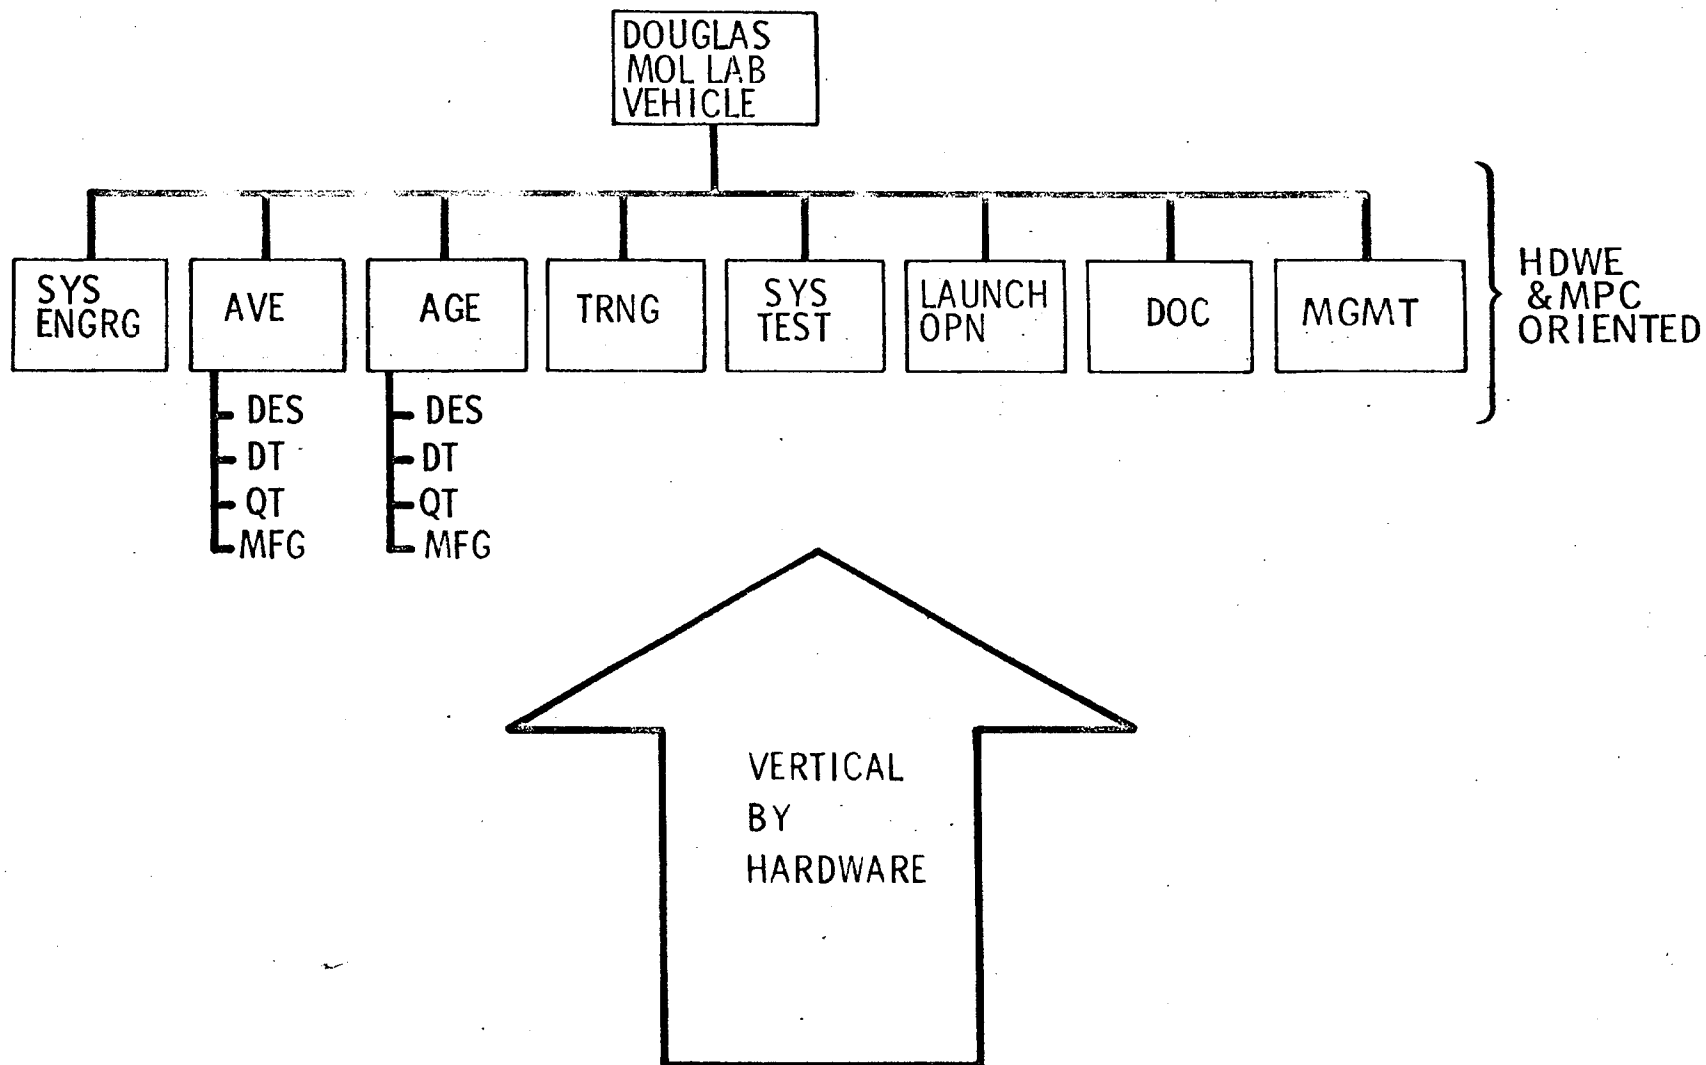 DOUGLAS
MOL LAB
VEHICLE
SYS
ENGRG
AVE
AGE
TRNG
SYS
TEST
LAUNCH
OPN
DOC
MGMT
HDWE
& MPC
ORIENTED
DES
DT
QT
MFG
DES
DT
QT
MFG
VERTICAL
BY
HARDWARE